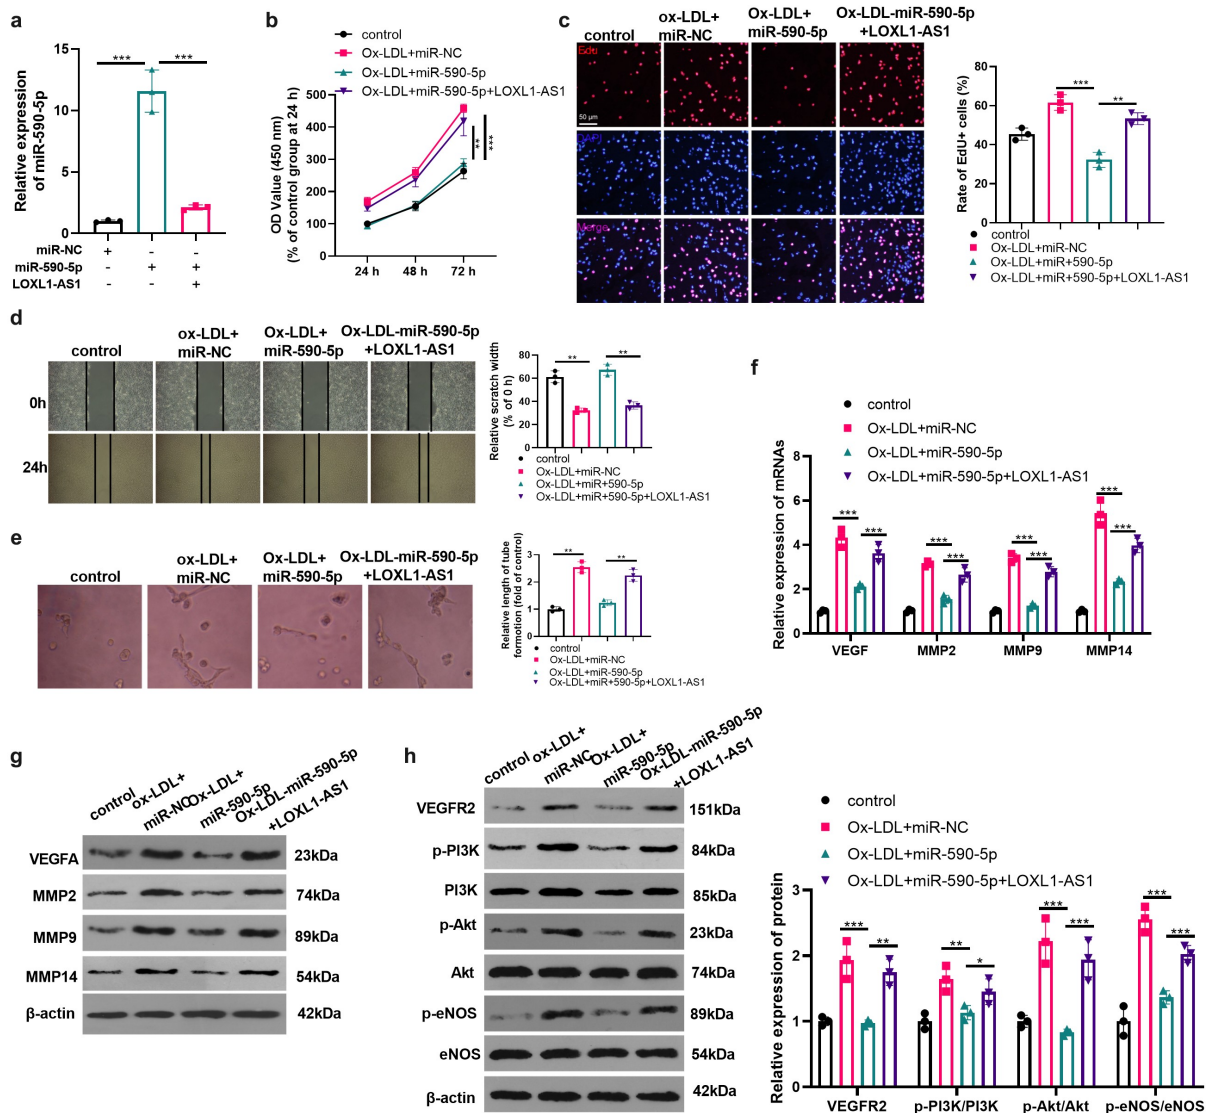 a
15
10
5
0
Relative expression
of miR-590-5p
***
***
miR-NC + - -
miR-590-5p - + +
LOXL1-AS1 - - +
b
control
Ox-LDL+miR-NC
Ox-LDL+miR-590-5p
Ox-LDL+miR-590-5p+LOXL1-AS1
500
400
300
200
100
0
OD Value (450 nm)
(% of control group at 24 h)
24 h 48 h 72 h
**
***
c
control
ox-LDL+
miR-NC
Ox-LDL+
miR-590-5p
Ox-LDL-miR-590-5p
+LOXL1-AS1
Edu
50 μm
Merge
Rate of EdU+ cells (%)
80
60
40
20
0
***
**
control
Ox-LDL+miR-NC
Ox-LDL+miR+590-5p
Ox-LDL+miR+590-5p+LOXL1-AS1
d
control
ox-LDL+
miR-NC
Ox-LDL+
miR-590-5p
Ox-LDL-miR-590-5p
+LOXL1-AS1
0h
24h
Relative scratch width
(% of 0 h)
80
60
40
20
0
**
**
control
Ox-LDL+miR-NC
Ox-LDL+miR+590-5p
Ox-LDL+miR+590-5p+LOXL1-AS1
e
control
ox-LDL+
miR-NC
Ox-LDL+
miR-590-5p
Ox-LDL-miR-590-5p
+LOXL1-AS1
Relative length of tube
formotion (fold of control)
3
2
1
0
**
**
control
Ox-LDL+miR-NC
Ox-LDL+miR-590-5p
Ox-LDL+miR+590-5p+LOXL1-AS1
f
control
Ox-LDL+miR-NC
Ox-LDL+miR-590-5p
Ox-LDL+miR-590-5p+LOXL1-AS1
Relative expression of mRNAs
8
6
4
2
0
*** *** *** *** *** *** *** ***
VEGF MMP2 MMP9 MMP14
g
control
ox-LDL+
miR-NC
Ox-LDL+
miR-590-5p
Ox-LDL-miR-590-5p
+LOXL1-AS1
VEGFA 23kDa
MMP2 74kDa
MMP9 89kDa
MMP14 54kDa
β-actin 42kDa
h
control
ox-LDL+
miR-NC
Ox-LDL+
miR-590-5p
Ox-LDL-miR-590-5p
+LOXL1-AS1
VEGFR2 151kDa
p-PI3K 84kDa
PI3K 85kDa
p-Akt 23kDa
Akt 74kDa
p-eNOS 89kDa
eNOS 54kDa
β-actin 42kDa
control
Ox-LDL+miR-NC
Ox-LDL+miR-590-5p
Ox-LDL+miR-590-5p+LOXL1-AS1
Relative expression of protein
3
2
1
0
*** ** ** * *** *** *** ***
VEGFR2 p-PI3K/PI3K p-Akt/Akt p-eNOS/eNOS